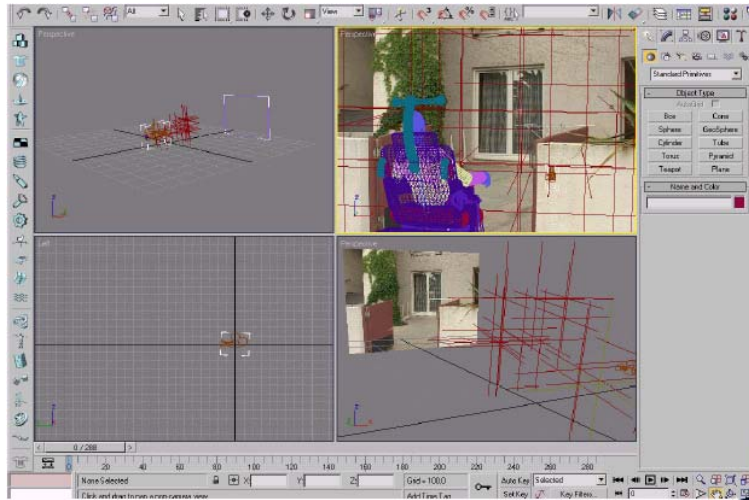 All
View
Perspective
Perspective
Left
Perspective
Standard Primitives
Object Type
AutoGrid
Box Cone
Sphere GeoSphere
Cylinder Tube
Torus Pyramid
Teapot Plane
Name and Color
0 / 288
0 20 40 60 80 100 120 140 160 180 200 220 240 260 280
None Selected X: Y: Z: Grid = 100,0 Auto Key Selected
Click and drag to pan a non-camera view Add Time Tag Set Key Key Filters... 0